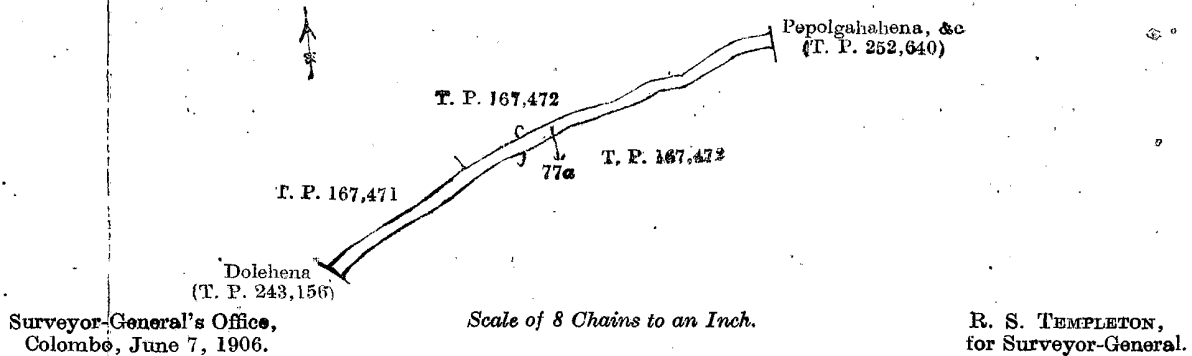 Pepolgahahena, &c
(T. P. 252,640)
T. P. 167,472
T. P. 167,472
77a
T. P. 167,471
Dolehena
(T. P. 243,156)
Surveyor-General's Office,
Colombo, June 7, 1906.
Scale of 8 Chains to an Inch.
R. S. TEMPLETON,
for Surveyor-General.